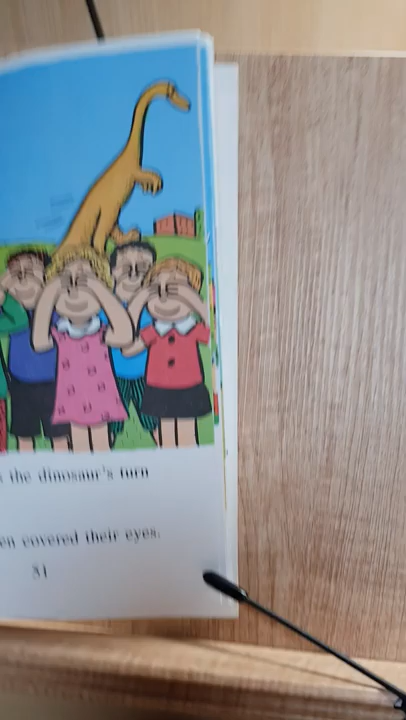 the dinosaur's turn
covered their eyes.
31